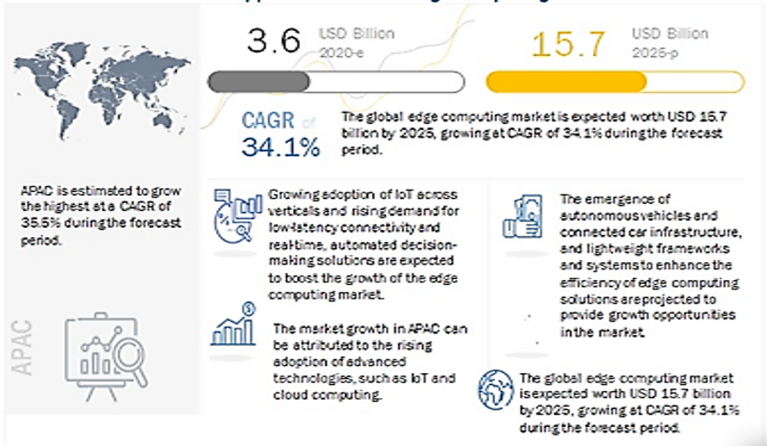 3.6 USD Billion
2020-e
15.7 USD Billion
2025-p
CAGR of
34.1%
The global edge computing market is expected worth USD 15.7
billion by 2025, growing at CAGR of 34.1% during the forecast
period.
APAC is estimated to grow
the highest at a CAGR of
35.5% during the forecast
period.
APAC
Growing adoption of IoT across
verticals and rising demand for
low-latency connectivity and
real-time, automated decision-
making solutions are expected
to boost the growth of the edge
computing market.
The market growth in APAC can
be attributed to the rising
adoption of advanced
technologies, such as IoT and
cloud computing.
The emergence of
autonomous vehicles and
connected car infrastructure,
and lightweight frameworks
and systems to enhance the
efficiency of edge computing
solutions are projected to
provide growth opportunities
in the market.
The global edge computing market
is expected worth USD 15.7 billion
by 2025, growing at CAGR of 34.1%
during the forecast period.